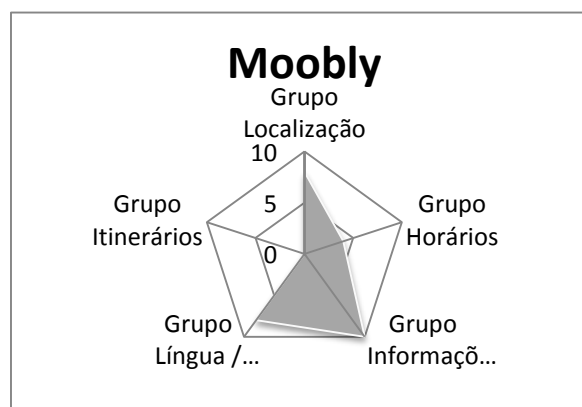 Moobly
Grupo
Localização
10
5
0
Grupo
Horários
Grupo
Informaçõ...
Grupo
Língua /...
Grupo
Itinerários